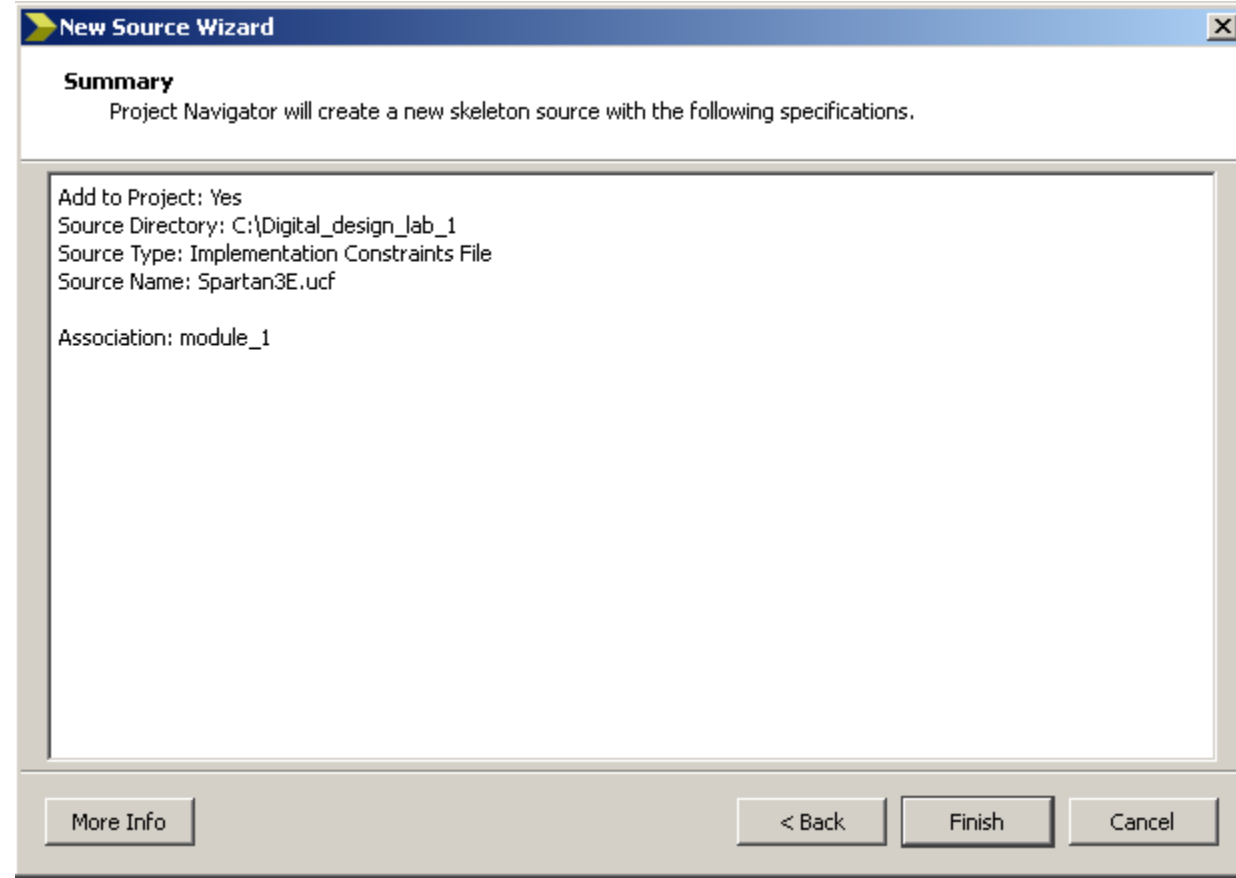 New Source Wizard
Summary
Project Navigator will create a new skeleton source with the following specifications.
Add to Project: Yes
Source Directory: C:\Digital_design_lab_1
Source Type: Implementation Constraints File
Source Name: Spartan3E.ucf
Association: module_1
More Info
< Back
Finish
Cancel